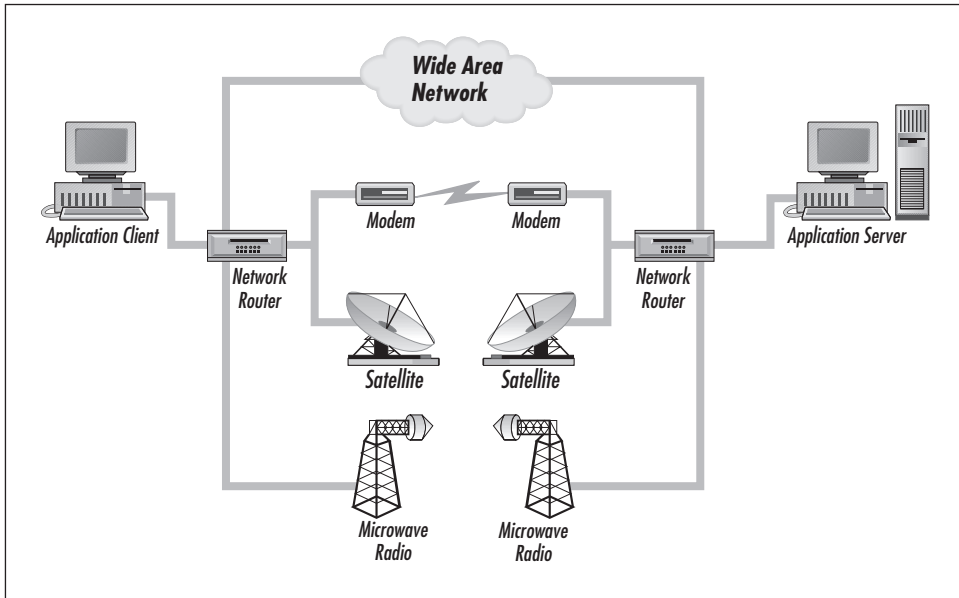 Wide Area
Network
Modem
Modem
Application Client
Application Server
Network
Router
Network
Router
Satellite
Satellite
Microwave
Radio
Microwave
Radio